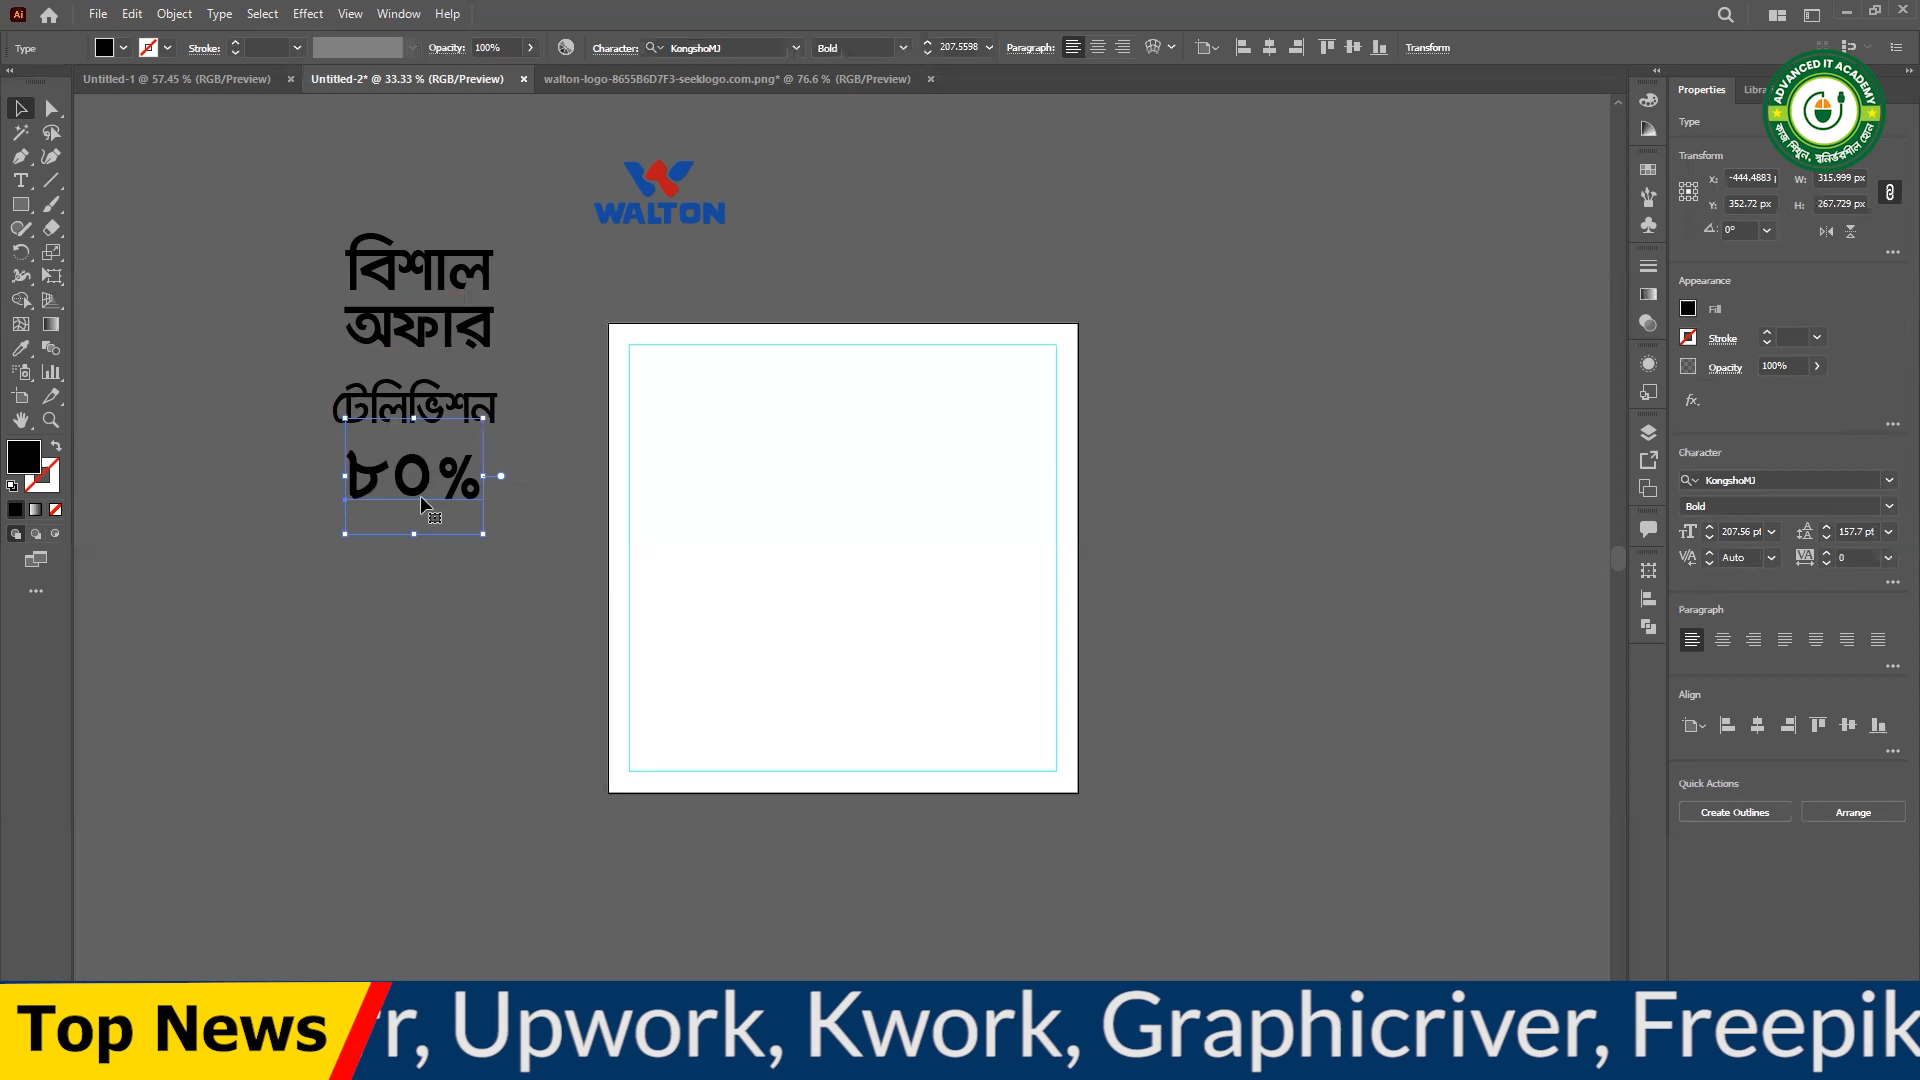 Ai File Edit Object Type Select Effect View Window Help
Type Stroke: Opacity: 100% Character: KongshoMJ Bold 207.5598 Paragraph: Transform
Untitled-1 @ 57.45 % (RGB/Preview) × Untitled-2* @ 33.33 % (RGB/Preview) × walton-logo-8655B6D7F3-seeklogo.com.png* @ 76.6 % (RGB/Preview) ×
Properties
ADVANCED IT ACADEMY
কাজ শিখুন, স্বনির্ভরশীল হোন
Type
Transform
X: -444.4883 W: 315.999 px
Y: 352.72 px H: 267.729 px
0°
WALTON
বিশাল
অফার
টেলিভিশন
৮০%
Appearance
Fill
Stroke
Opacity 100%
fx.
Character
KongshoMJ
Bold
207.56 pt 157.7 pt
Auto 0
Paragraph
Align
Quick Actions
Create Outlines Arrange
Top News r, Upwork, Kwork, Graphicriver, Freepik